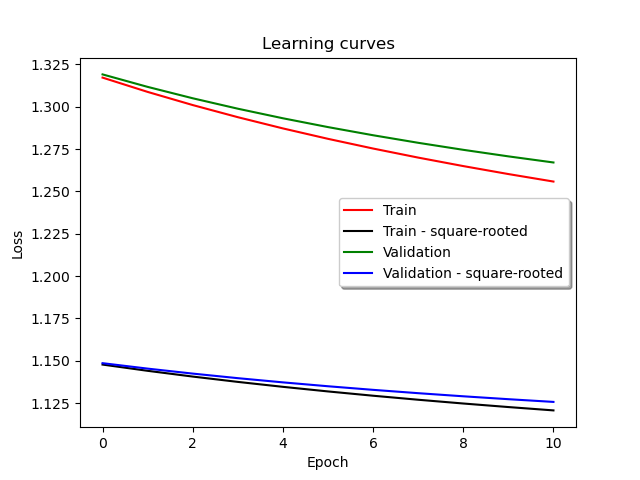 Learning curves
1.325
1.300
1.275
1.250
1.225
1.200
1.175
1.150
1.125
Loss
Train
Train - square-rooted
Validation
Validation - square-rooted
0 2 4 6 8 10
Epoch